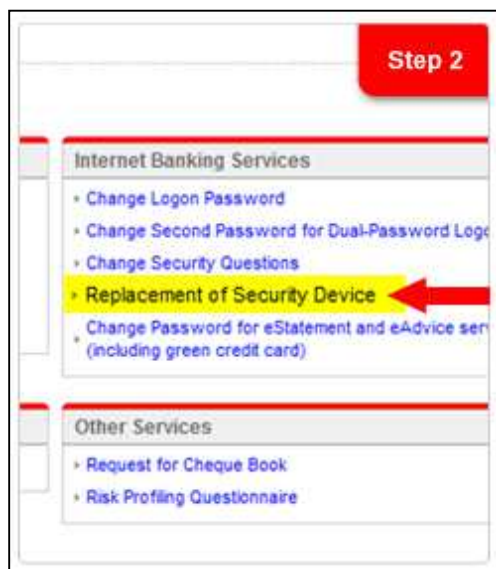 Step 2
Internet Banking Services
Change Logon Password
Change Second Password for Dual-Password Logo
Change Security Questions
Replacement of Security Device
Change Password for eStatement and eAdvice ser
(including green credit card)
Other Services
Request for Cheque Book
Risk Profiling Questionnaire